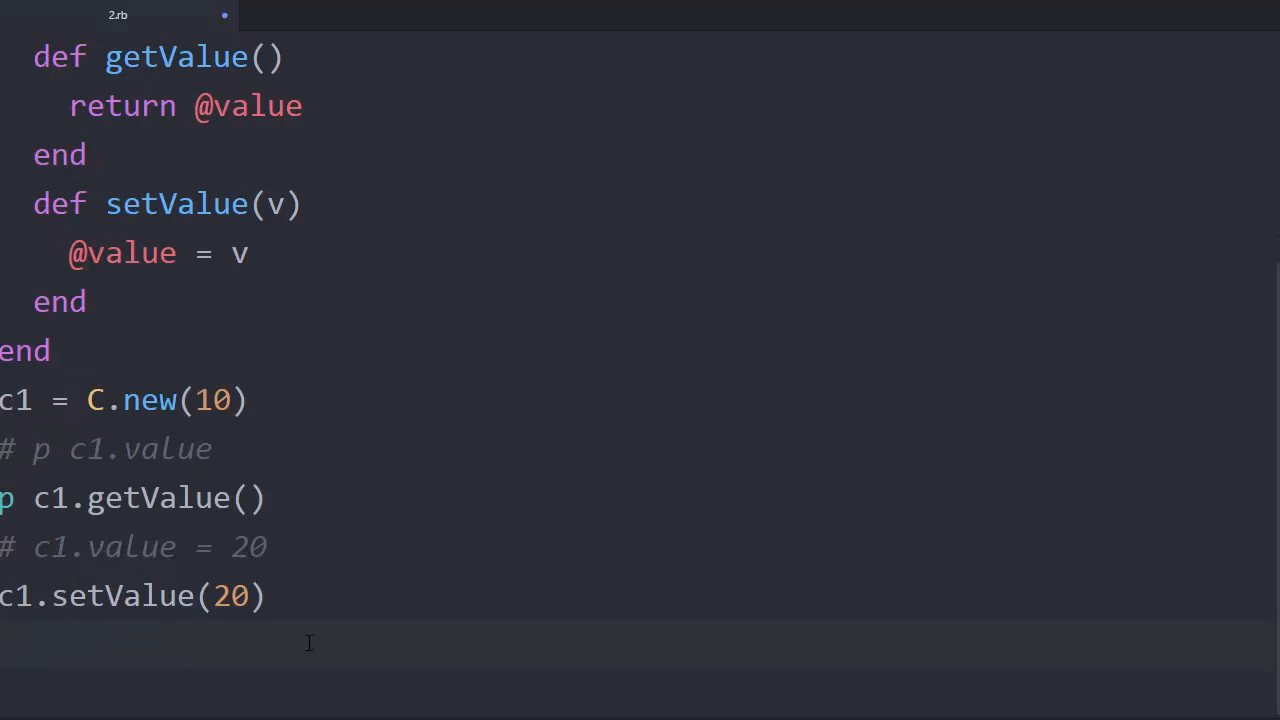 2.rb
def getValue()
return @value
end
def setValue(v)
@value = v
end
end
c1 = C.new(10)
# p c1.value
p c1.getValue()
# c1.value = 20
c1.setValue(20)